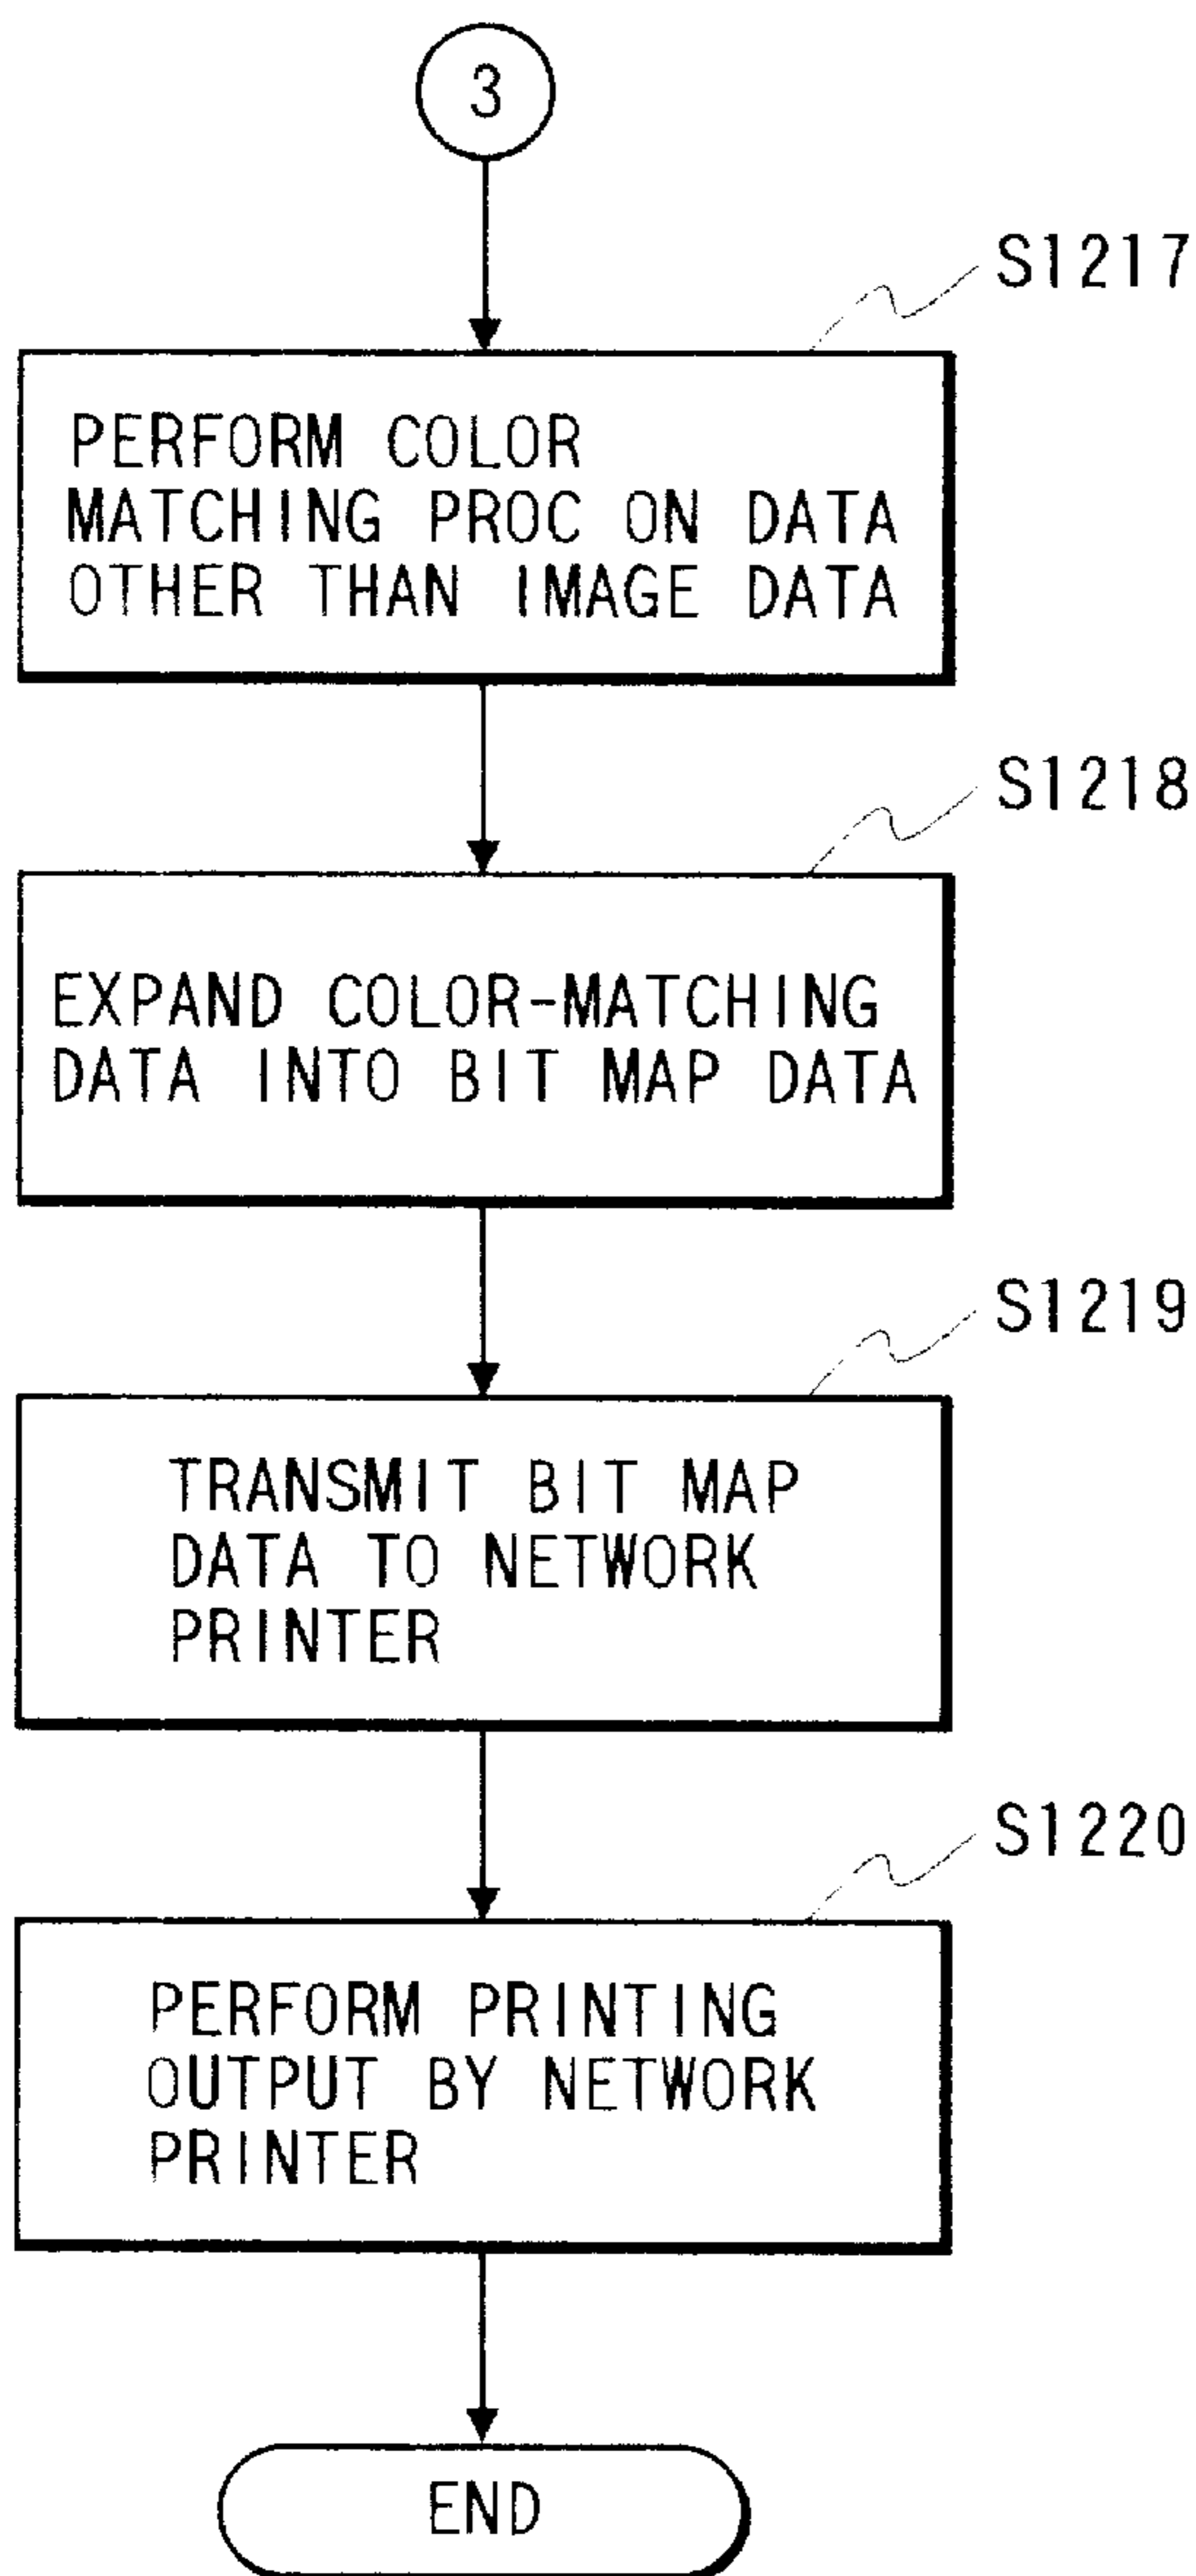 3
S1217
PERFORM COLOR
MATCHING PROC ON DATA
OTHER THAN IMAGE DATA
S1218
EXPAND COLOR-MATCHING
DATA INTO BIT MAP DATA
S1219
TRANSMIT BIT MAP
DATA TO NETWORK
PRINTER
S1220
PERFORM PRINTING
OUTPUT BY NETWORK
PRINTER
END